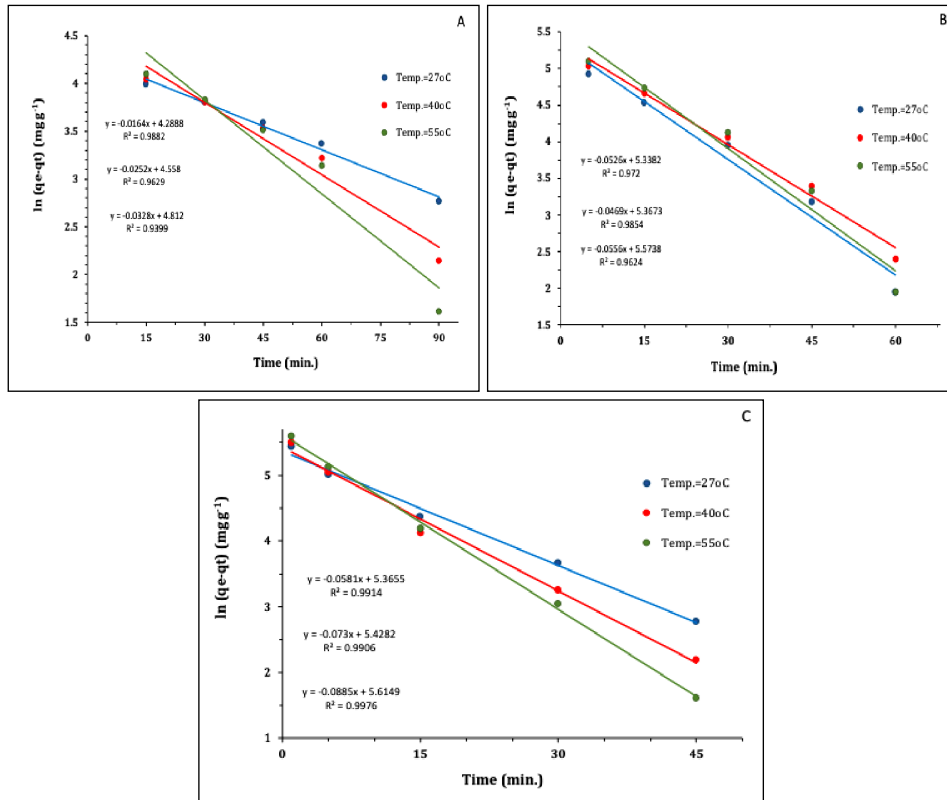 A
4.5
4
3.5
3
2.5
2
1.5
ln (qe-qt) (mgg-1)
0
15
30
45
60
75
90
Time (min.)
Temp.=27oC
Temp.=40oC
Temp.=55oC
y = -0.0164x + 4.2888
R² = 0.9882
y = -0.0252x + 4.558
R² = 0.9629
y = -0.0328x + 4.812
R² = 0.9399
B
5.5
5
4.5
4
3.5
3
2.5
2
1.5
ln (qe-qt) (mgg-1)
0
15
30
45
60
Time (min.)
Temp.=27oC
Temp.=40oC
Temp.=55oC
y = -0.0526x + 5.3382
R² = 0.972
y = -0.0469x + 5.3673
R² = 0.9854
y = -0.0556x + 5.5738
R² = 0.9624
C
5
4
3
2
1
ln (qe-qt) (mgg-1)
0
15
30
45
Time (min.)
Temp.=27oC
Temp.=40oC
Temp.=55oC
y = -0.0581x + 5.3655
R² = 0.9914
y = -0.073x + 5.4282
R² = 0.9906
y = -0.0885x + 5.6149
R² = 0.9976